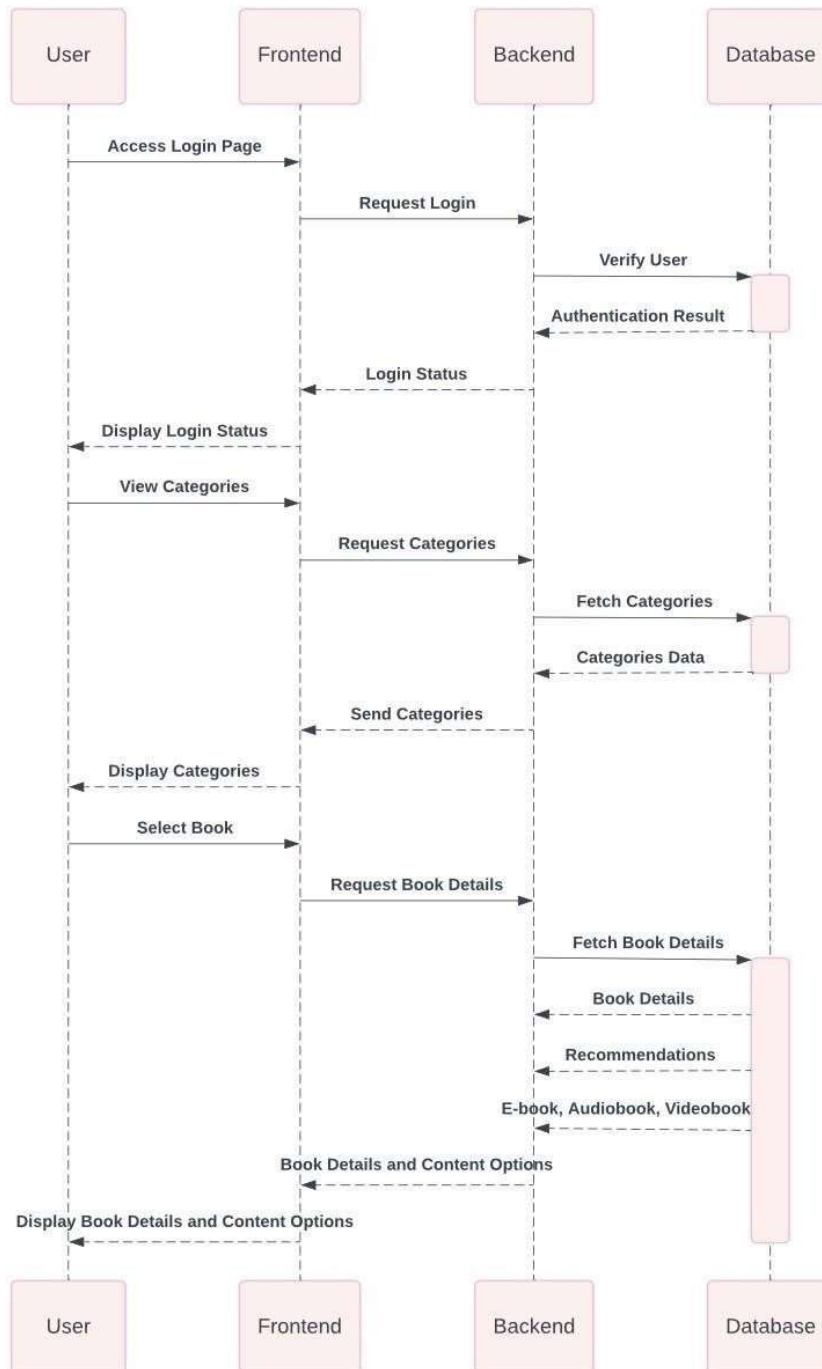 User
Frontend
Backend
Database
Access Login Page
Request Login
Verify User
Authentication Result
Login Status
Display Login Status
View Categories
Request Categories
Fetch Categories
Categories Data
Send Categories
Display Categories
Select Book
Request Book Details
Fetch Book Details
Book Details
Recommendations
E-book, Audiobook, Videobook
Book Details and Content Options
Display Book Details and Content Options
User
Frontend
Backend
Database